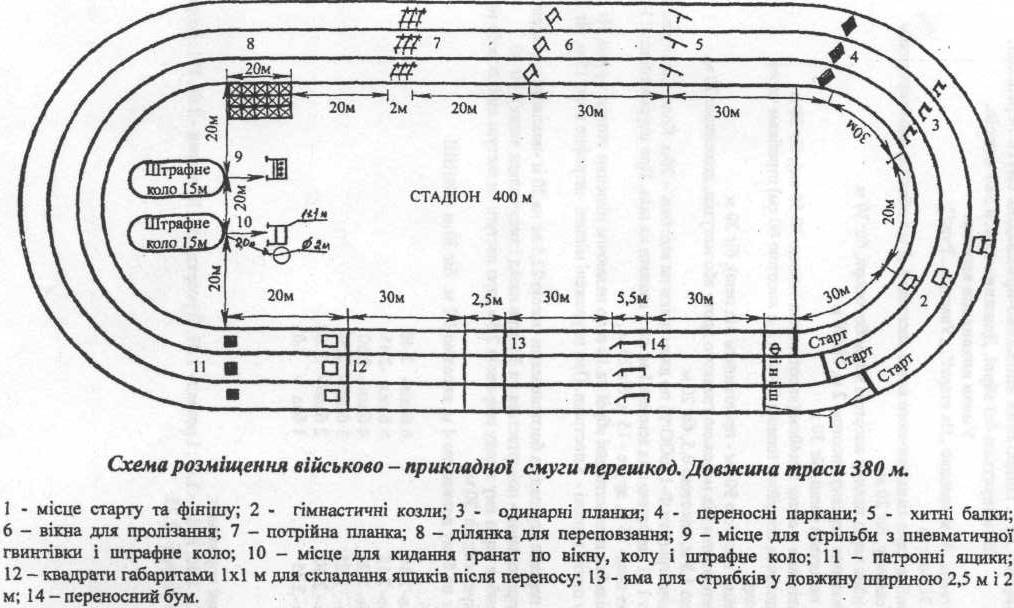 8
7
6
5
4
20м
20м
2м
20м
30м
30м
30м
3
20м
9
Штрафне
коло 15м
20м
СТАДІОН 400 м
20м
10
1х1 м
Штрафне
коло 15м
20м
Ø 2м
20м
20м
30м
2,5м
30м
5,5м
30м
30м
2
13
14
Фініш
Старт
11
12
Старт
Старт
1
Схема розміщення військово – прикладної смуги перешкод. Довжина траси 380 м.
1 - місце старту та фінішу; 2 - гімнастичні козли; 3 - одинарні планки; 4 - переносні паркани; 5 - хитні балки;
6 – вікна для пролізання; 7 – потрійна планка; 8 – ділянка для переповзання; 9 – місце для стрільби з пневматичної
гвинтівки і штрафне коло; 10 – місце для кидання гранат по вікну, колу і штрафне коло; 11 – патронні ящики;
12 – квадрати габаритами 1х1 м для складання ящиків після переносу; 13 - яма для стрибків у довжину шириною 2,5 м і 2
м; 14 – переносний бум.